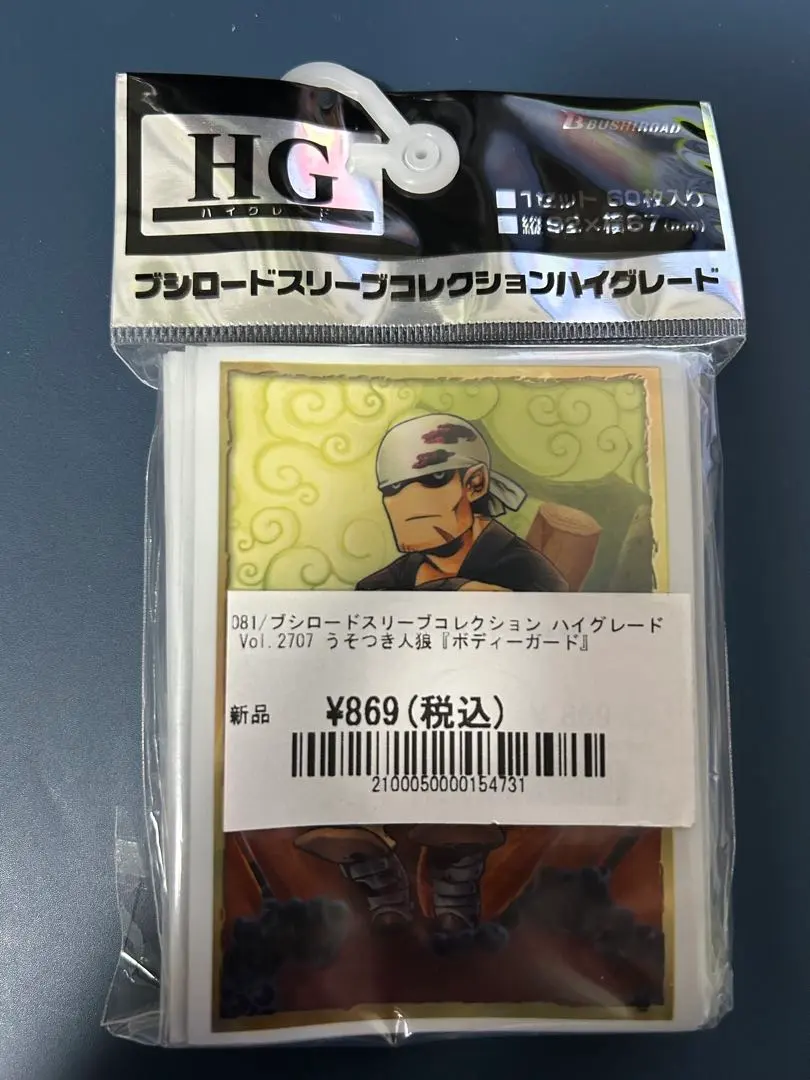 HG
ハイグレード
BUSHIROAD
■1セット 60枚入り
■縦92×横67(mm)
ブシロードスリーブコレクションハイグレード
081/ブシロードスリーブコレクション ハイグレード
Vol.2707 うそつき人狼『ボディーガード』
新品 ¥869(税込)
2100050000154731